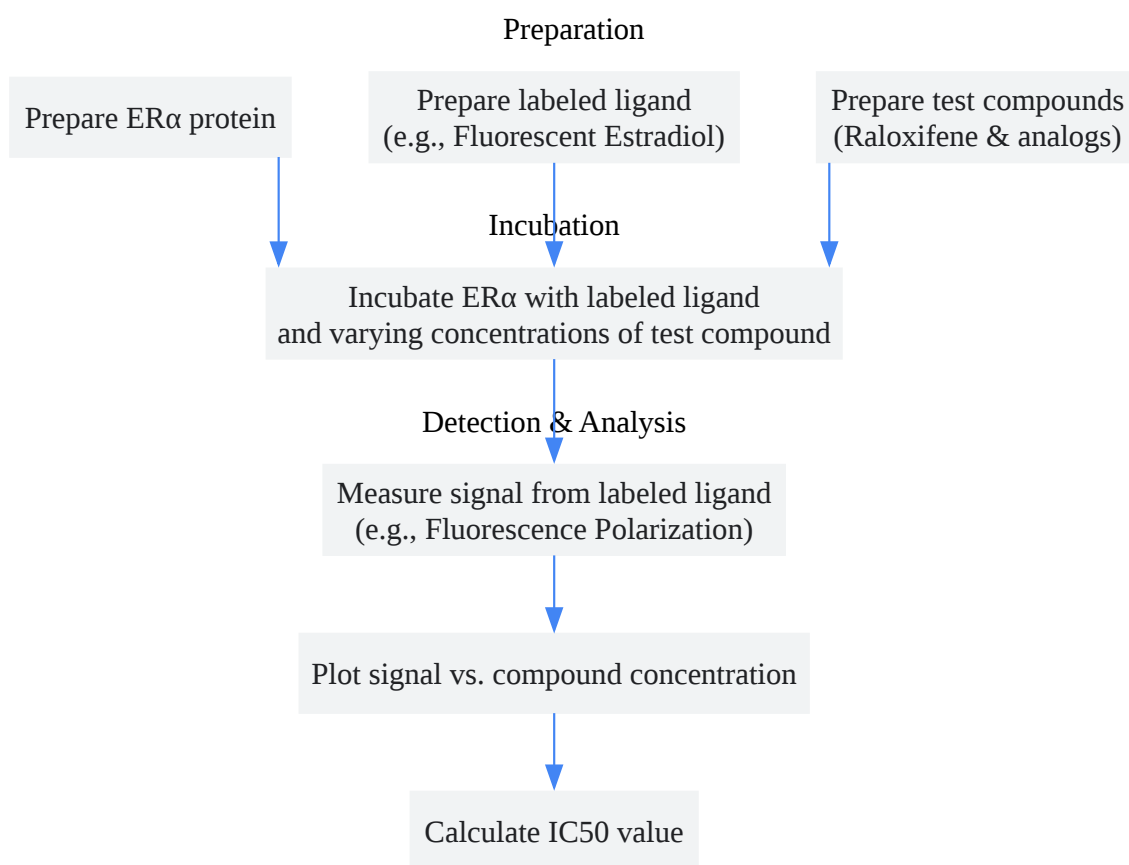 Preparation
Prepare ERα protein
Prepare labeled ligand
(e.g., Fluorescent Estradiol)
Prepare test compounds
(Raloxifene & analogs)
Incubation
Incubate ERα with labeled ligand
and varying concentrations of test compound
Detection & Analysis
Measure signal from labeled ligand
(e.g., Fluorescence Polarization)
Plot signal vs. compound concentration
Calculate IC50 value